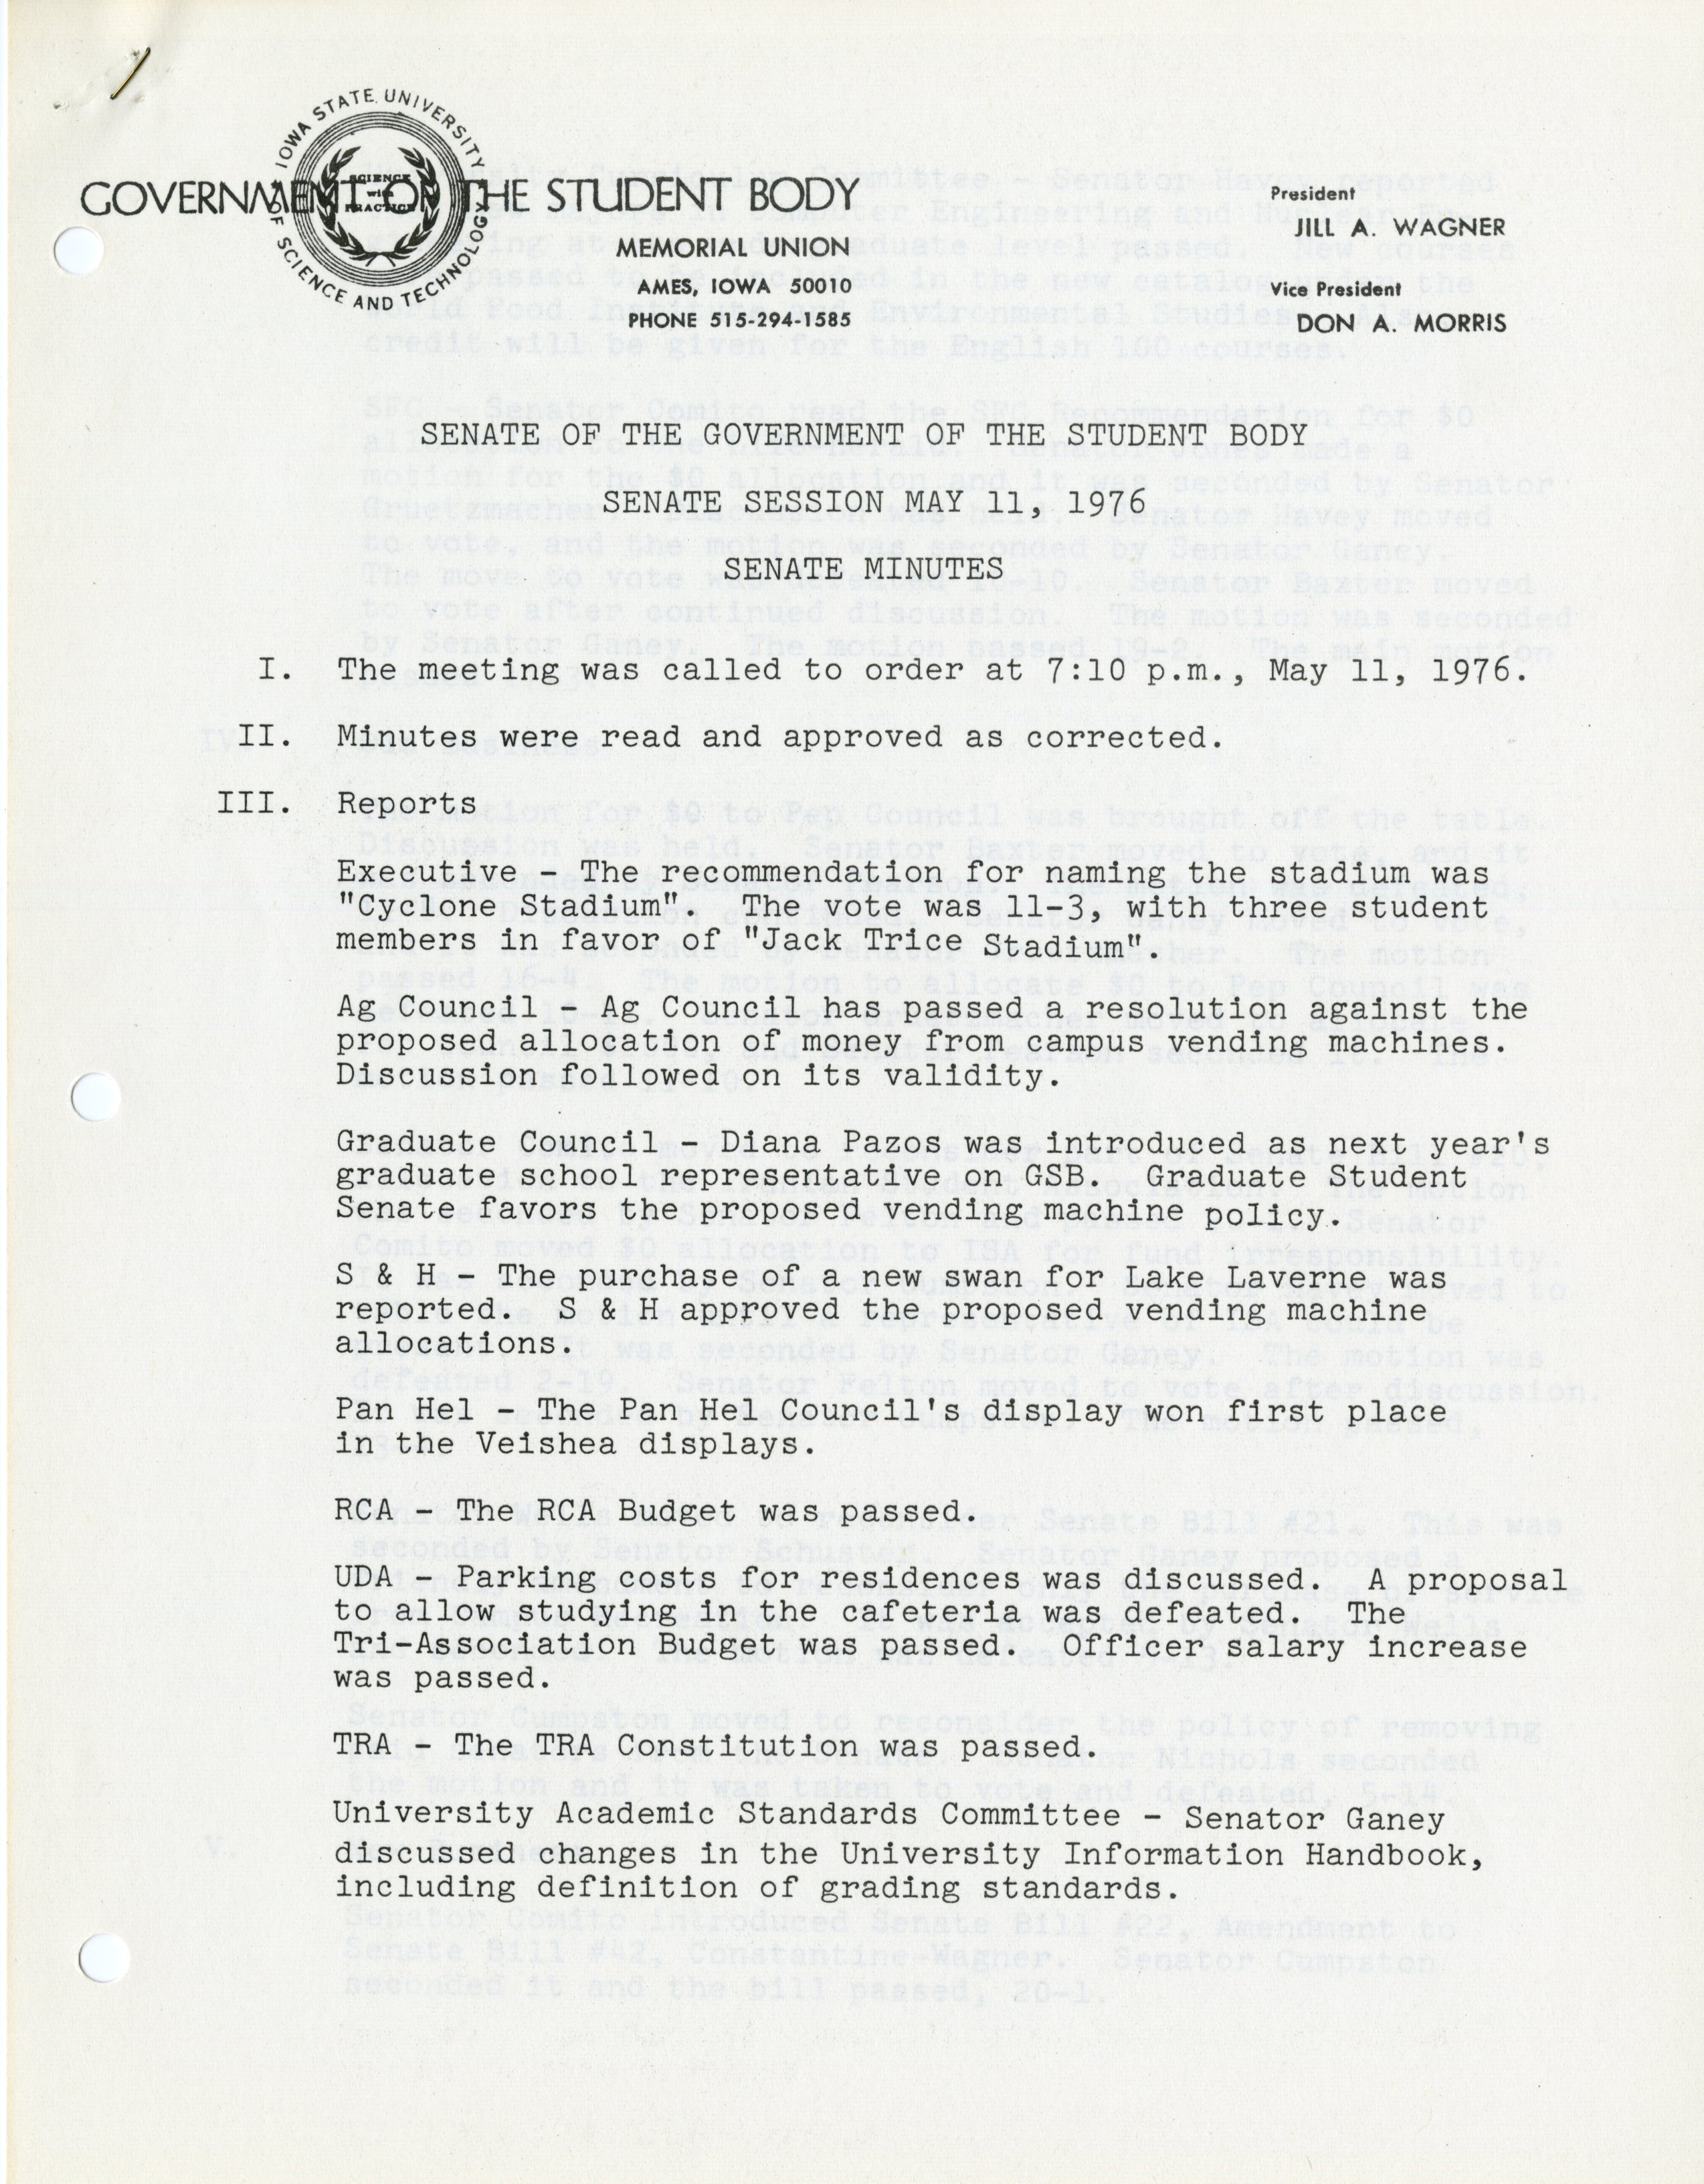 IOWA STATE UNIVERSITY
OF SCIENCE AND TECHNOLOGY
SCIENCE
with
PRACTICE
GOVERNMENT OF THE STUDENT BODY
MEMORIAL UNION
AMES, IOWA 50010
PHONE 515-294-1585
President
JILL A. WAGNER
Vice President
DON A. MORRIS
SENATE OF THE GOVERNMENT OF THE STUDENT BODY
SENATE SESSION MAY 11, 1976
SENATE MINUTES
I. The meeting was called to order at 7:10 p.m., May 11, 1976.
II. Minutes were read and approved as corrected.
III. Reports
Executive - The recommendation for naming the stadium was
"Cyclone Stadium". The vote was 11-3, with three student
members in favor of "Jack Trice Stadium".
Ag Council - Ag Council has passed a resolution against the
proposed allocation of money from campus vending machines.
Discussion followed on its validity.
Graduate Council - Diana Pazos was introduced as next year's
graduate school representative on GSB. Graduate Student
Senate favors the proposed vending machine policy.
S & H - The purchase of a new swan for Lake Laverne was
reported. S & H approved the proposed vending machine
allocations.
Pan Hel - The Pan Hel Council's display won first place
in the Veishea displays.
RCA - The RCA Budget was passed.
UDA - Parking costs for residences was discussed. A proposal
to allow studying in the cafeteria was defeated. The
Tri-Association Budget was passed. Officer salary increase
was passed.
TRA - The TRA Constitution was passed.
University Academic Standards Committee - Senator Ganey
discussed changes in the University Information Handbook,
including definition of grading standards.